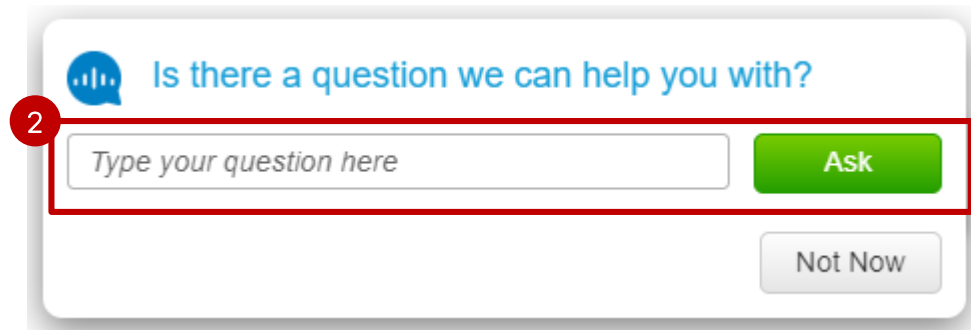 Is there a question we can help you with?
2
Type your question here
Ask
Not Now